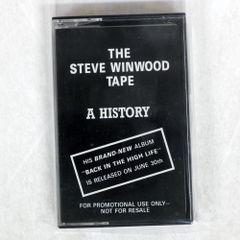 THE
STEVE WINWOOD
TAPE
A HISTORY
HIS BRAND-NEW ALBUM
"BACK IN THE HIGH LIFE"
IS RELEASED ON JUNE 30th
FOR PROMOTIONAL USE ONLY—
NOT FOR RESALE